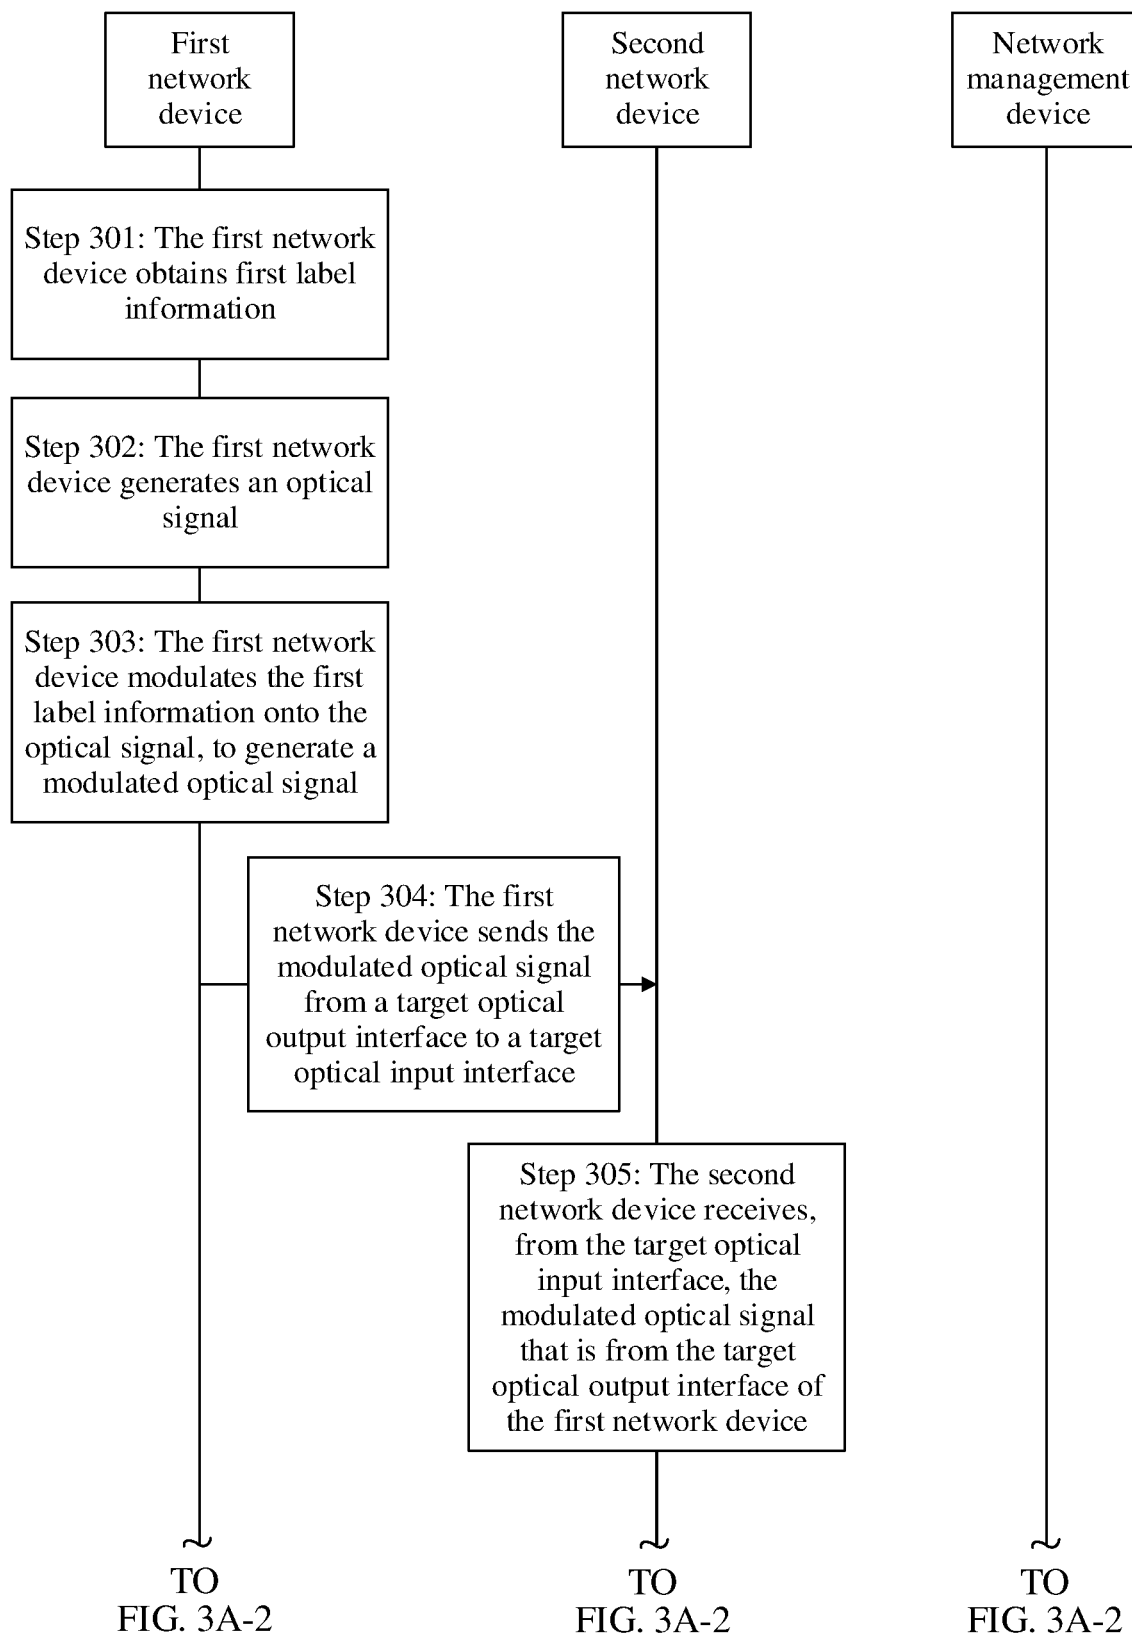 First
network
device
Second
network
device
Network
management
device
Step 301: The first network
device obtains first label
information
Step 302: The first network
device generates an optical
signal
Step 303: The first network
device modulates the first
label information onto the
optical signal, to generate a
modulated optical signal
Step 304: The first
network device sends the
modulated optical signal
from a target optical
output interface to a target
optical input interface
Step 305: The second
network device receives,
from the target optical
input interface, the
modulated optical signal
that is from the target
optical output interface of
the first network device
TO
FIG. 3A-2
TO
FIG. 3A-2
TO
FIG. 3A-2